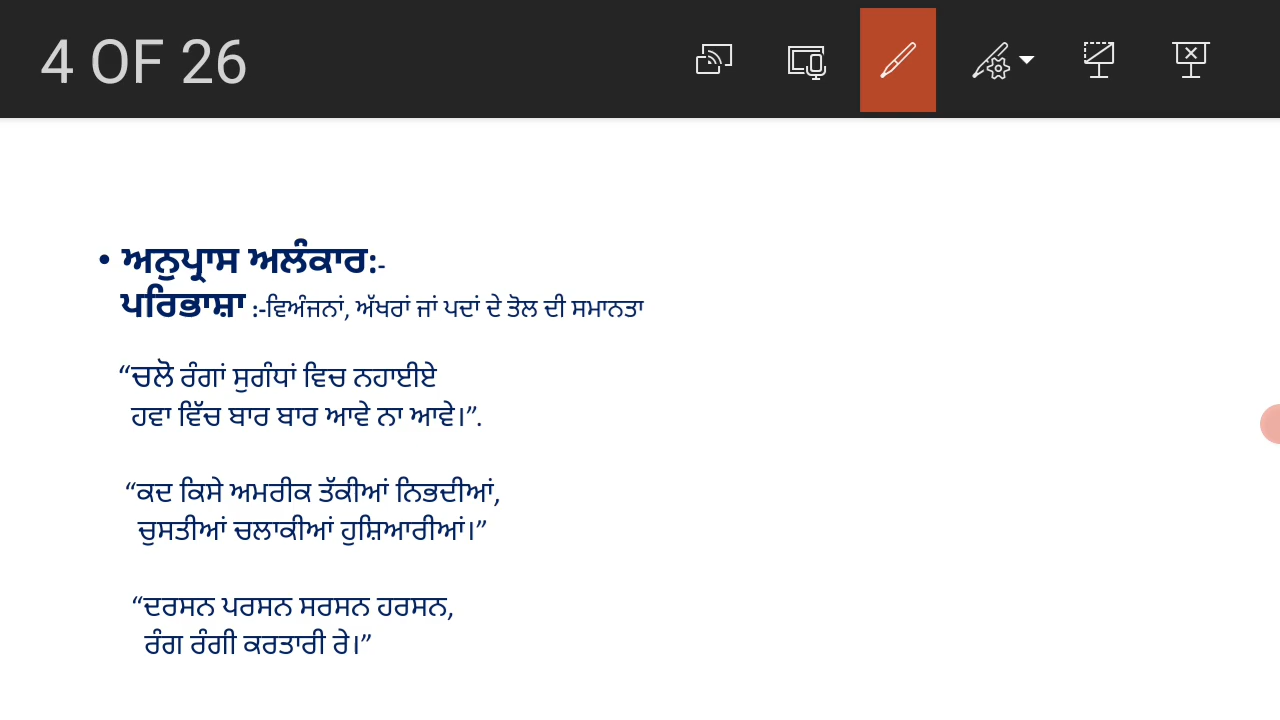 4 OF 26
• ਅਨੁਪ੍ਰਾਸ ਅਲੰਕਾਰ:-
ਪਰਿਭਾਸ਼ਾ :-ਵਿਅੰਜਨਾਂ, ਅੱਖਰਾਂ ਜਾਂ ਪਦਾਂ ਦੇ ਤੋਲ ਦੀ ਸਮਾਨਤਾ
“ਚਲੋ ਰੰਗਾਂ ਸੁਗੰਧਾਂ ਵਿਚ ਨਹਾਈਏ
ਹਵਾ ਵਿੱਚ ਬਾਰ ਬਾਰ ਆਵੇ ਨਾ ਆਵੇ।”.
“ਕਦ ਕਿਸੇ ਅਮਰੀਕ ਤੱਕੀਆਂ ਨਿਭਦੀਆਂ,
ਚੁਸਤੀਆਂ ਚਲਾਕੀਆਂ ਹੁਸ਼ਿਆਰੀਆਂ।”
“ਦਰਸਨ ਪਰਸਨ ਸਰਸਨ ਹਰਸਨ,
ਰੰਗ ਰੰਗੀ ਕਰਤਾਰੀ ਰੇ।”